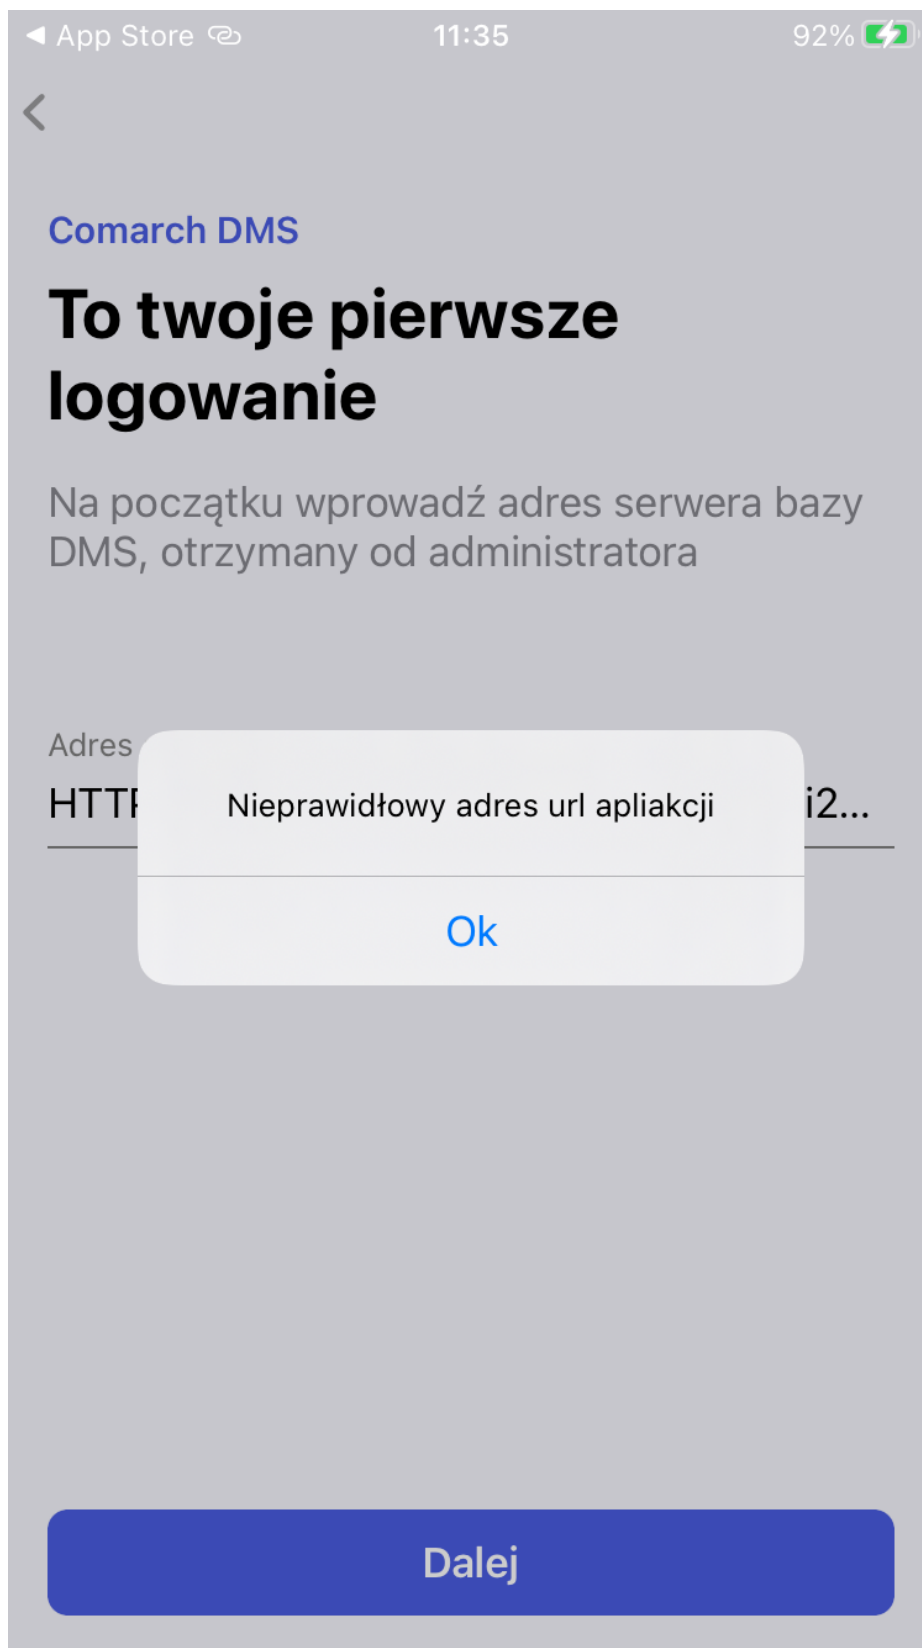 App Store 11:35 92%
Comarch DMS
To twoje pierwsze
logowanie
Na początku wprowadź adres serwera bazy
DMS, otrzymany od administratora
Adres
Nieprawidłowy adres url apliakcji
Ok
Dalej